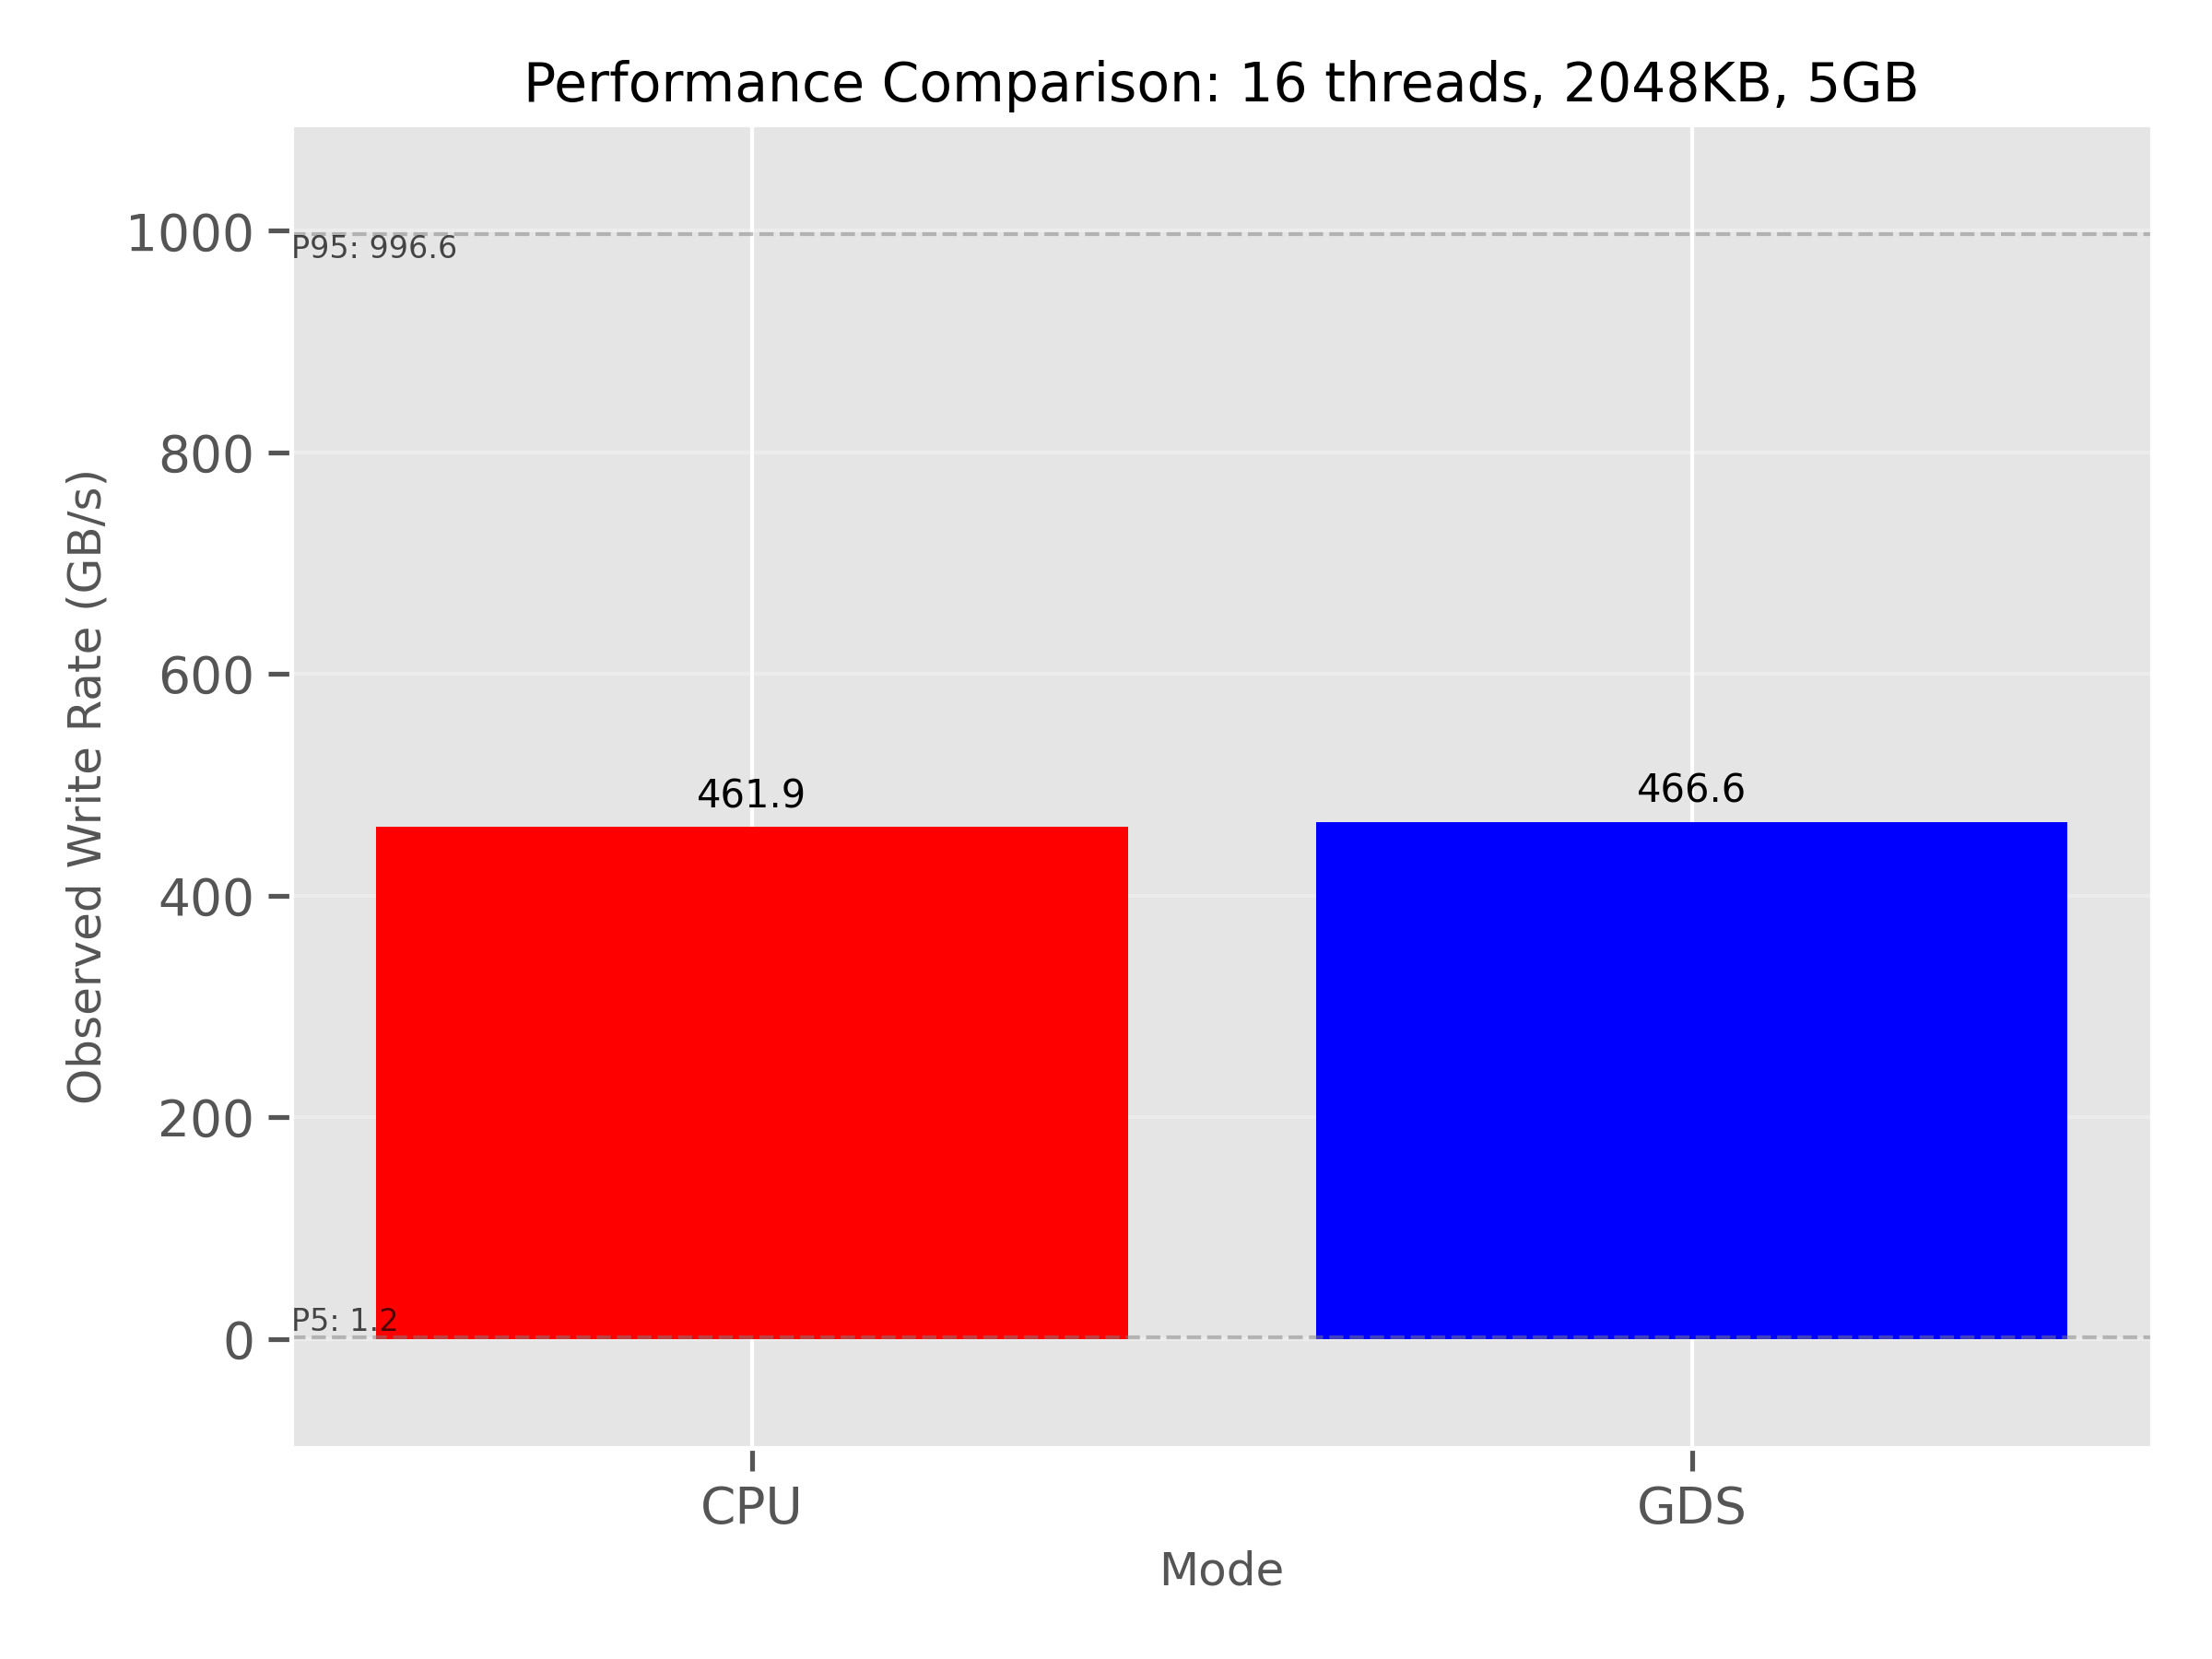 Performance Comparison: 16 threads, 2048KB, 5GB
Observed Write Rate (GB/s)
1000
800
600
400
200
0
P95: 996.6
461.9
466.6
P5: 1.2
CPU
GDS
Mode